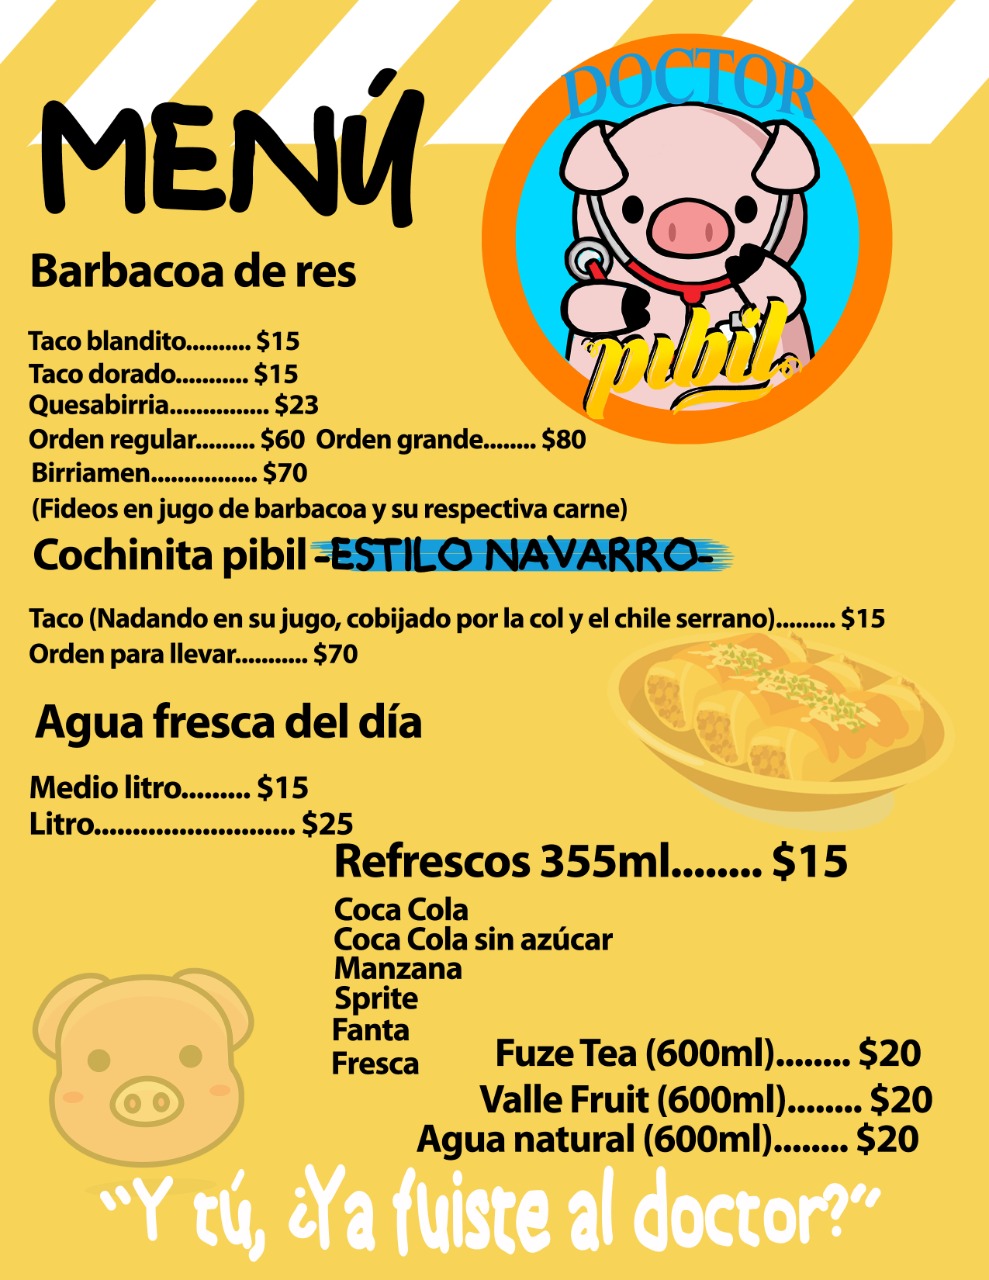 MENÚ
DOCTOR
pibil
Barbacoa de res
Taco blandito.......... $15
Taco dorado........... $15
Quesabirria............... $23
Orden regular......... $60 Orden grande........ $80
Birriamen................ $70
(Fideos en jugo de barbacoa y su respectiva carne)
Cochinita pibil -ESTILO NAVARRO-
Taco (Nadando en su jugo, cobijado por la col y el chile serrano)......... $15
Orden para llevar........... $70
Agua fresca del día
Medio litro......... $15
Litro.......................... $25
Refrescos 355ml........ $15
Coca Cola
Coca Cola sin azúcar
Manzana
Sprite
Fanta
Fresca
Fuze Tea (600ml)........ $20
Valle Fruit (600ml)........ $20
Agua natural (600ml)........ $20
"Y tú, ¿Ya fuiste al doctor?"